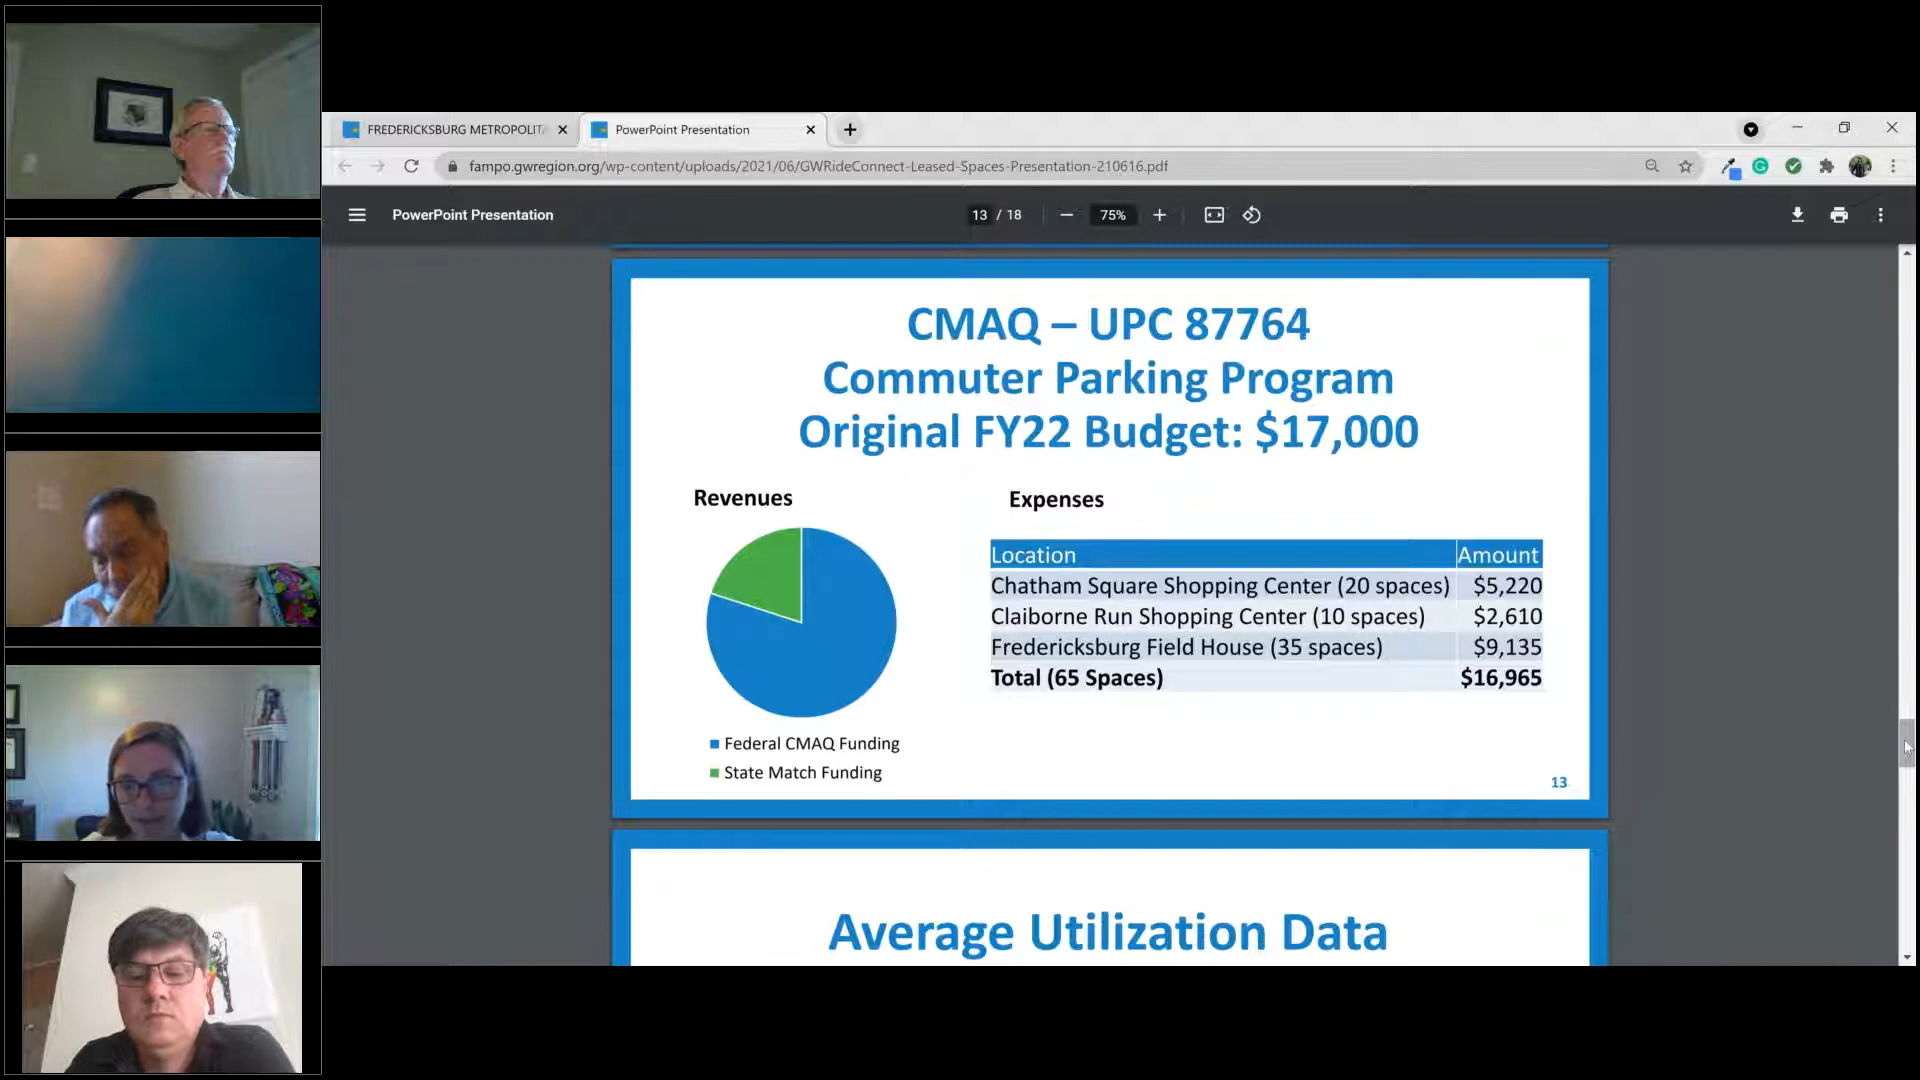 FREDERICKSBURG METROPOLIT
PowerPoint Presentation
fampo.gwregion.org/wp-content/uploads/2021/06/GWRideConnect-Leased-Spaces-Presentation-210616.pdf
PowerPoint Presentation
13 / 18
75%
CMAQ – UPC 87764
Commuter Parking Program
Original FY22 Budget: $17,000
Revenues
Expenses
Location Amount
Chatham Square Shopping Center (20 spaces) $5,220
Claiborne Run Shopping Center (10 spaces) $2,610
Fredericksburg Field House (35 spaces) $9,135
Total (65 Spaces) $16,965
Federal CMAQ Funding
State Match Funding
13
Average Utilization Data